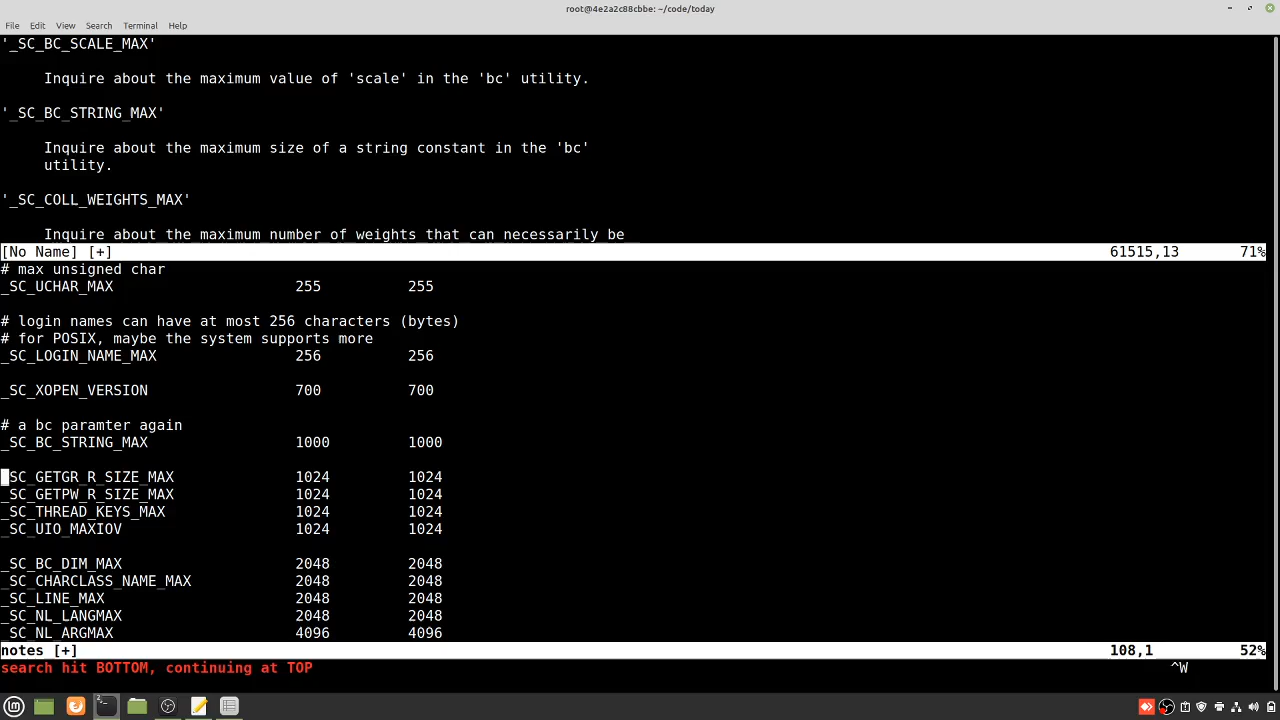 root@4e2a2c88cbbe: ~/code/today
File Edit View Search Terminal Help
'_SC_BC_SCALE_MAX'
Inquire about the maximum value of 'scale' in the 'bc' utility.
'_SC_BC_STRING_MAX'
Inquire about the maximum size of a string constant in the 'bc'
utility.
'_SC_COLL_WEIGHTS_MAX'
Inquire about the maximum number of weights that can necessarily be
[No Name] [+] 61515,13 71%
# max unsigned char
_SC_UCHAR_MAX 255 255
# login names can have at most 256 characters (bytes)
# for POSIX, maybe the system supports more
_SC_LOGIN_NAME_MAX 256 256
_SC_XOPEN_VERSION 700 700
# a bc paramter again
_SC_BC_STRING_MAX 1000 1000
SC_GETGR_R_SIZE_MAX 1024 1024
_SC_GETPW_R_SIZE_MAX 1024 1024
_SC_THREAD_KEYS_MAX 1024 1024
_SC_UIO_MAXIOV 1024 1024
_SC_BC_DIM_MAX 2048 2048
_SC_CHARCLASS_NAME_MAX 2048 2048
_SC_LINE_MAX 2048 2048
_SC_NL_LANGMAX 2048 2048
_SC_NL_ARGMAX 4096 4096
notes [+] 108,1 52%
search hit BOTTOM, continuing at TOP ^W